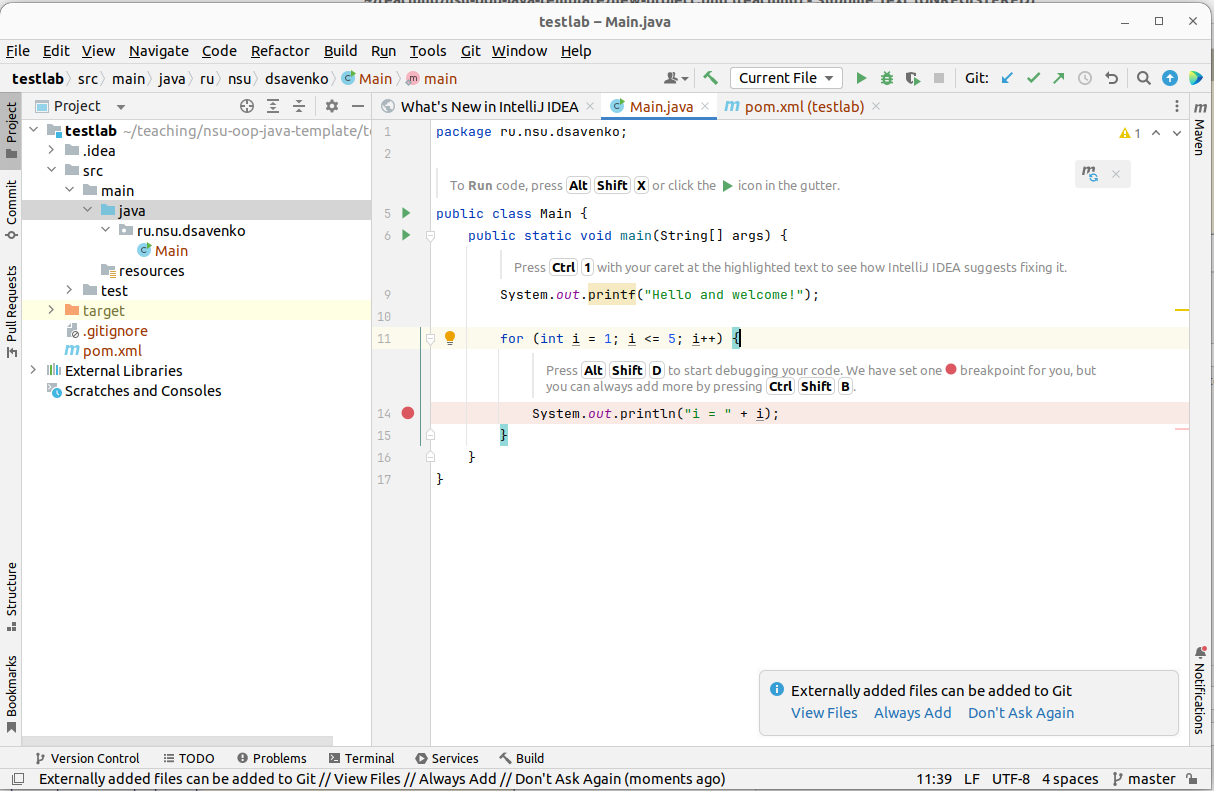 testlab – Main.java
File Edit View Navigate Code Refactor Build Run Tools Git Window Help
testlab src main java ru nsu dsavenko Main main Current File Git:
Project
What's New in IntelliJ IDEA Main.java pom.xml (testlab)
Project
Commit
Pull Requests
Structure
Bookmarks
testlab ~/teaching/nsu-oop-java-template/te
.idea
src
main
java
ru.nsu.dsavenko
Main
resources
test
target
.gitignore
pom.xml
External Libraries
Scratches and Consoles
1 package ru.nsu.dsavenko;
2
To Run code, press Alt Shift X or click the icon in the gutter.
5 public class Main {
6 public static void main(String[] args) {
Press Ctrl 1 with your caret at the highlighted text to see how IntelliJ IDEA suggests fixing it.
9 System.out.printf("Hello and welcome!");
10
11 for (int i = 1; i <= 5; i++) {
Press Alt Shift D to start debugging your code. We have set one breakpoint for you, but
you can always add more by pressing Ctrl Shift B.
14 System.out.println("i = " + i);
15 }
16 }
17 }
1
Maven
Notifications
Externally added files can be added to Git
View Files Always Add Don't Ask Again
Version Control TODO Problems Terminal Services Build
Externally added files can be added to Git // View Files // Always Add // Don't Ask Again (moments ago) 11:39 LF UTF-8 4 spaces master